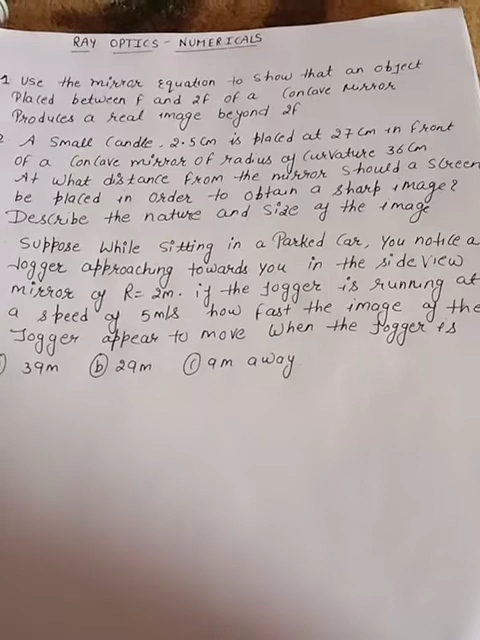 RAY OPTICS - NUMERICALS
1 Use the mirror equation to show that an object
Placed between f and 2f of a Concave Mirror
Produces a real image beyond 2f
A Small Candle, 2.5cm is placed at 27cm in front
of a Concave mirror of radius of Curvature 36cm
At what distance from the mirror should a screen
be placed in order to obtain a sharp image?
Describe the nature and size of the image
Suppose while sitting in a Parked Car, you notice a
Jogger approaching towards you in the side view
mirror of R= 2m. if the Jogger is running at
a speed of 5m/s how fast the image of the
Jogger appear to move when the Jogger is
39m (b) 29m (c) 9m away